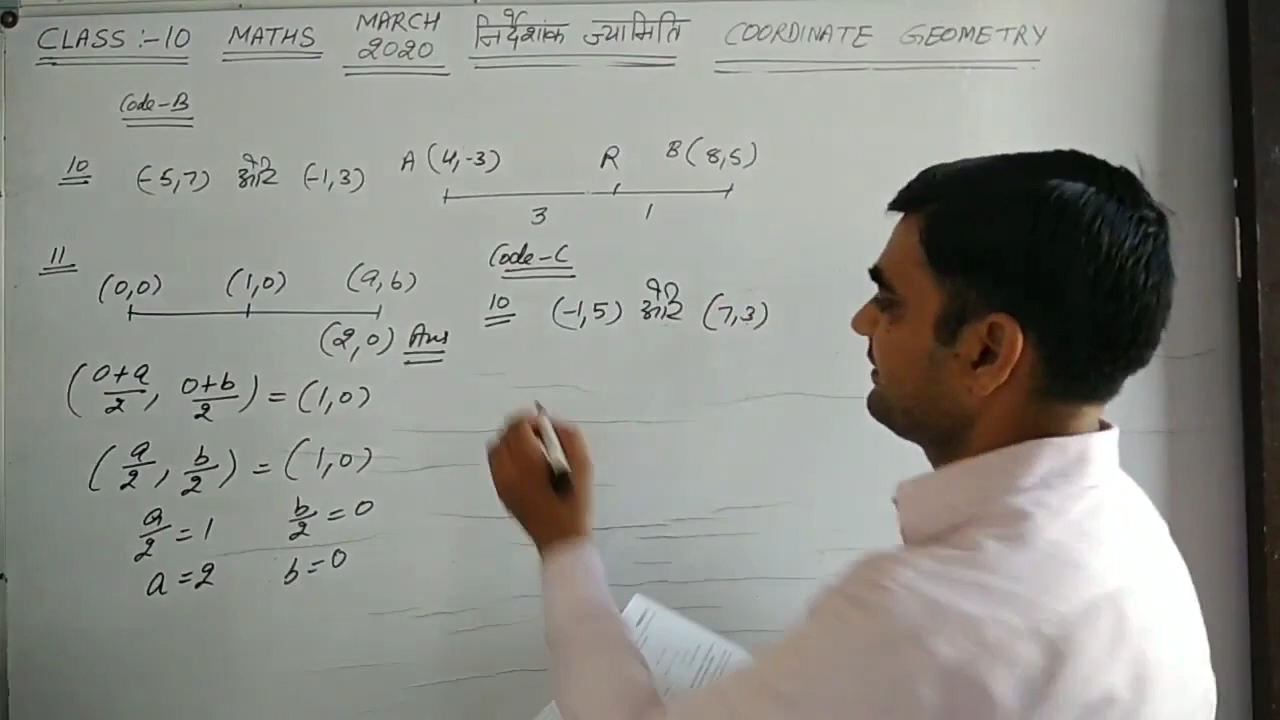 CLASS :- 10 MATHS MARCH 2020 निर्देशांक ज्यामिति COORDINATE GEOMETRY
Code-B
10 (-5,7) और (-1,3)
A (4,-3) R B (8,5)
3 1
11
(0,0) (1,0) (a,b)
(2,0) Ans
(0+a/2, 0+b/2) = (1,0)
(a/2, b/2) = (1,0)
a/2 = 1 b/2 = 0
a = 2 b = 0
Code-C
10 (-1,5) और (7,3)